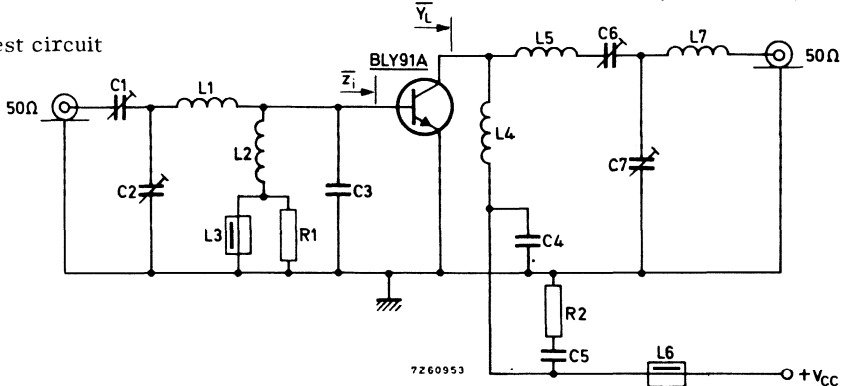 est circuit
50Ω
C1
L1
C2
L2
L3
R1
C3
z̅i
BLY91A
Y̅L
L4
L5
C6
L7
50Ω
C7
C4
R2
C5
L6
+VCC
7Z60953